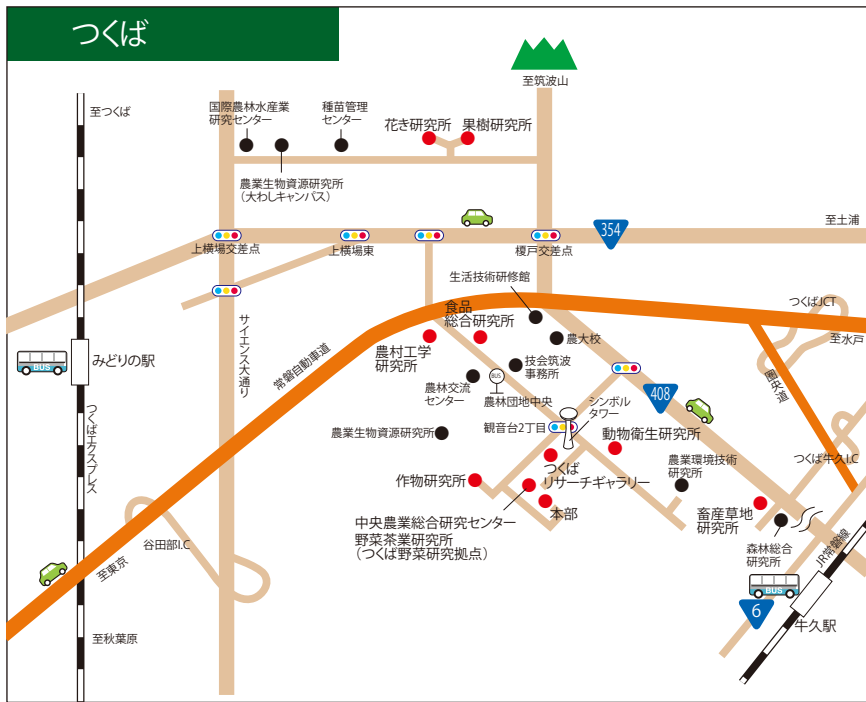 つくば
至筑波山
至つくば
国際農林水産業
研究センター
種苗管理
センター
花き研究所
果樹研究所
農業生物資源研究所
(大わしキャンパス)
354
至土浦
上横場交差点
上横場東
榎戸交差点
生活技術研修館
つくばJCT
食品
総合研究所
サイエンス大通り
常磐自動車道
農大校
至水戸
農村工学
研究所
技会筑波
事務所
BUS
みどりの駅
BUS
圏央道
農林交流
センター
農林団地中央
408
シンボル
タワー
つくばエクスプレス
農業生物資源研究所
観音台2丁目
動物衛生研究所
農業環境技術
研究所
つくば牛久I.C
つくば
リサーチギャラリー
作物研究所
本部
畜産草地
研究所
中央農業総合研究センター
野菜茶業研究所
(つくば野菜研究拠点)
谷田部I.C
森林総合
研究所
JR常磐線
至東京
BUS
6
牛久駅
至秋葉原